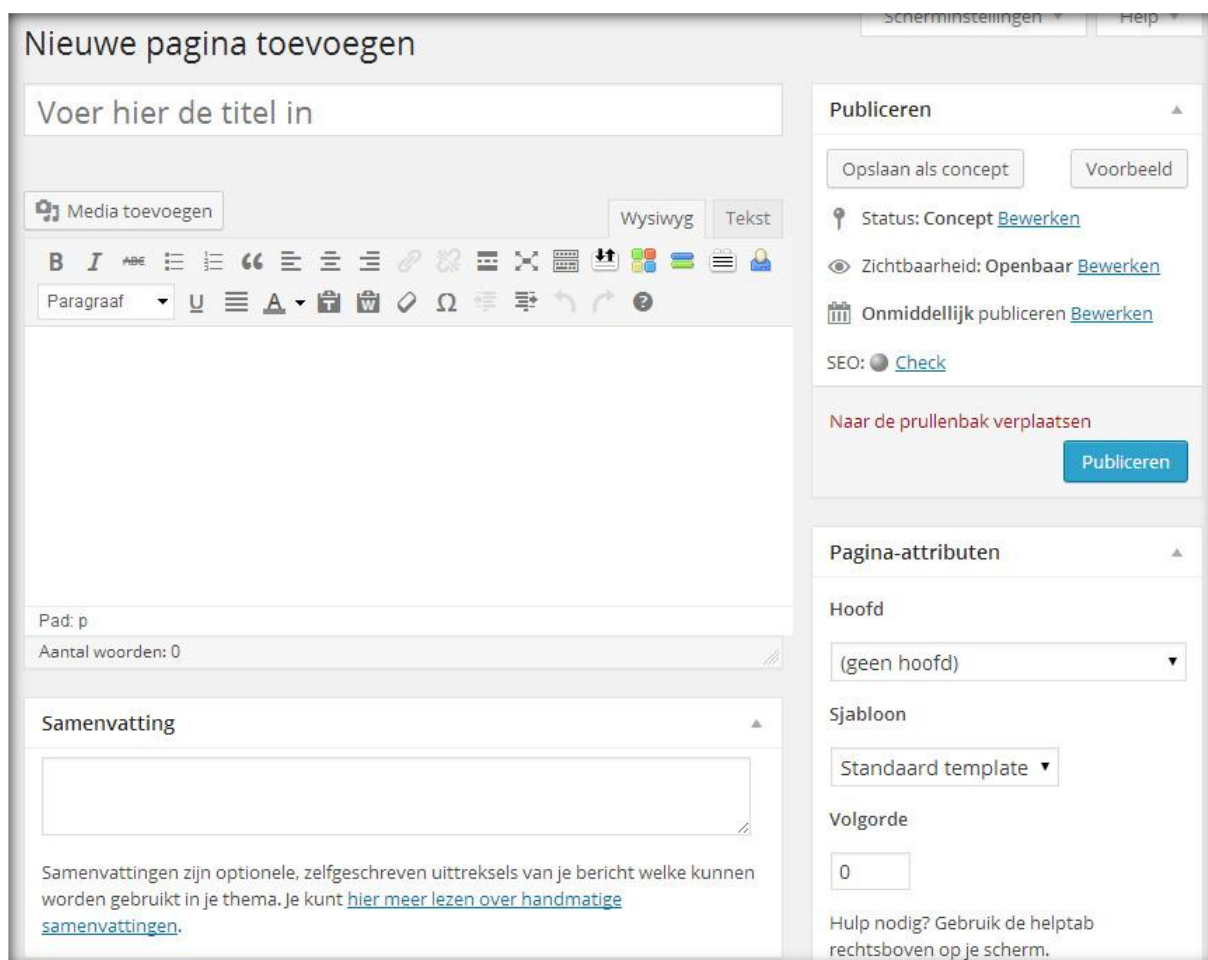 Scherminstellingen
Help
Nieuwe pagina toevoegen
Voer hier de titel in
Media toevoegen
Wysiwyg
Tekst
B I ABE
Paragraaf
U A T W Ω
Pad: p
Aantal woorden: 0
Samenvatting
Samenvattingen zijn optionele, zelfgeschreven uittreksels van je bericht welke kunnen
worden gebruikt in je thema. Je kunt hier meer lezen over handmatige
samenvattingen.
Publiceren
Opslaan als concept
Voorbeeld
Status: Concept Bewerken
Zichtbaarheid: Openbaar Bewerken
Onmiddellijk publiceren Bewerken
SEO: Check
Naar de prullenbak verplaatsen
Publiceren
Pagina-attributen
Hoofd
(geen hoofd)
Sjabloon
Standaard template
Volgorde
0
Hulp nodig? Gebruik de helptab
rechtsboven op je scherm.